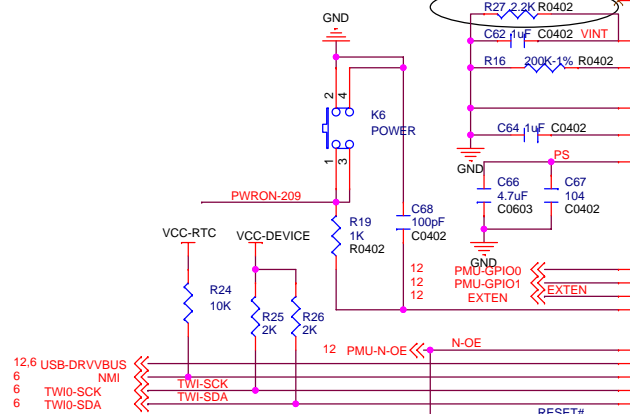 R27 2.2K R0402
GND
C62 1uF C0402 VINT
R16 200K-1% R0402
2 4
K6
POWER
C64 1uF C0402
GND
PS
1 3
C66
4.7uF
C0603
C67
104
C0402
PWRON-209
R19
1K
R0402
C68
100pF
C0402
VCC-RTC
VCC-DEVICE
GND
12 PMU-GPIO0
12 PMU-GPIO1
12 EXTEN EXTEN
R24
10K
R25
2K
R26
2K
12 PMU-N-OE N-OE
12,6 USB-DRVVBUS
6 NMI
6 TWI0-SCK TWI-SCK
6 TWI0-SDA TWI-SDA
RESET#